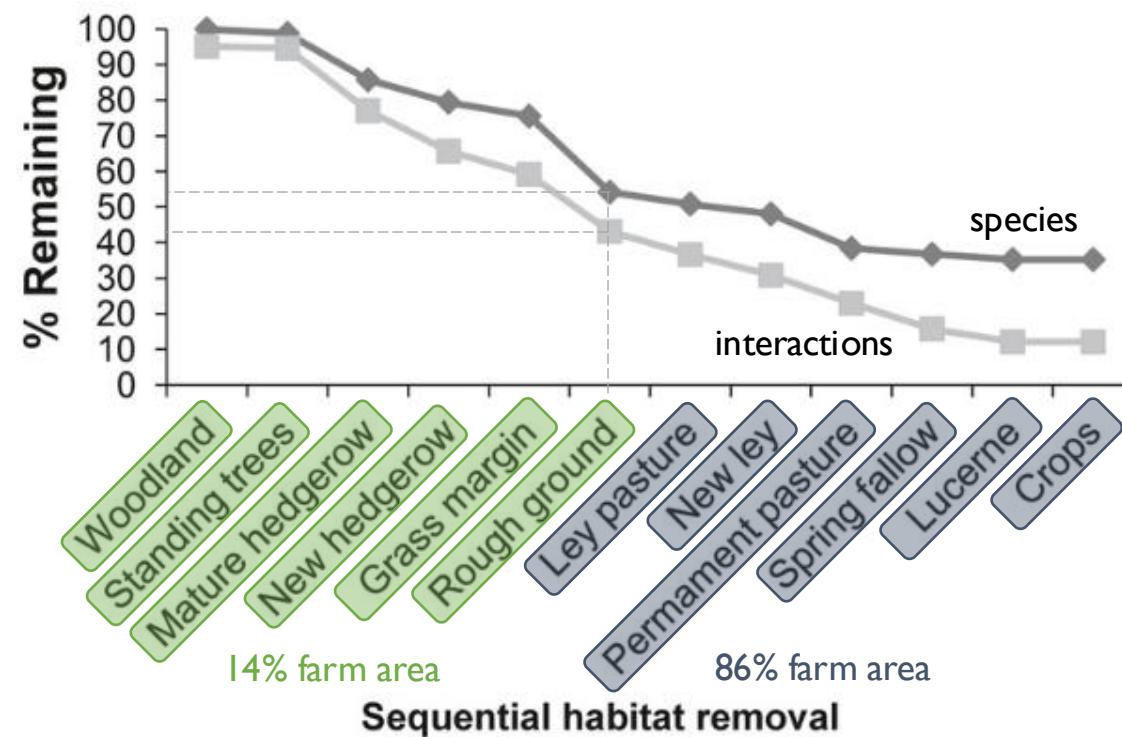 % Remaining
100
90
80
70
60
50
40
30
20
10
0
species
interactions
Woodland
Standing trees
Mature hedgerow
New hedgerow
Grass margin
Rough ground
Ley pasture
New ley
Permament pasture
Spring fallow
Lucerne
Crops
14% farm area
86% farm area
Sequential habitat removal